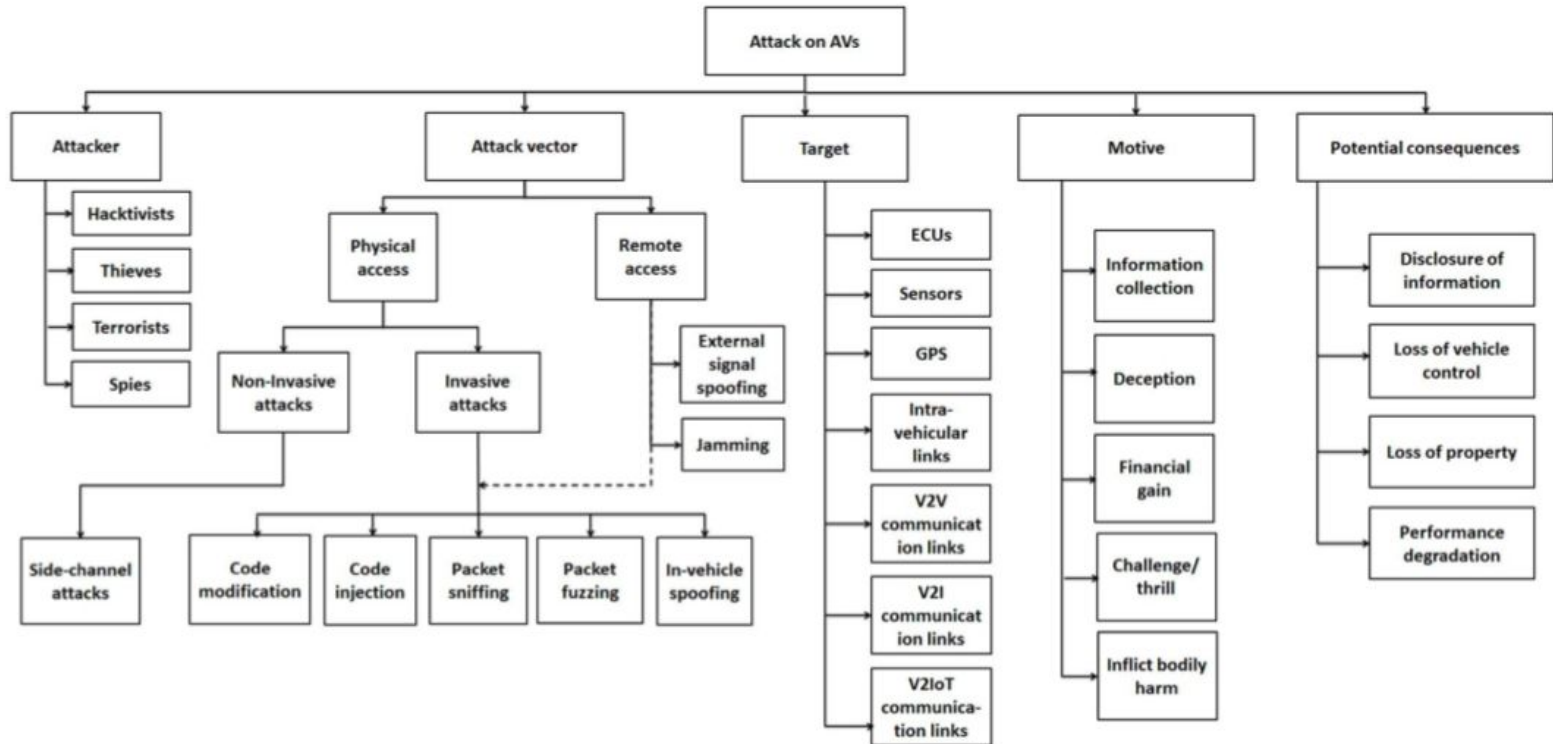 Attack on AVs
Attacker
Hacktivists
Thieves
Terrorists
Spies
Attack vector
Physical
access
Remote
access
Non-Invasive
attacks
Invasive
attacks
External
signal
spoofing
Jamming
Side-channel
attacks
Code
modification
Code
injection
Packet
sniffing
Packet
fuzzing
In-vehicle
spoofing
Target
ECUs
Sensors
GPS
Intra-
vehicular
links
V2V
communicat
ion links
V2I
communicat
ion links
V2IoT
communica-
tion links
Motive
Information
collection
Deception
Financial
gain
Challenge/
thrill
Inflict bodily
harm
Potential consequences
Disclosure of
information
Loss of vehicle
control
Loss of property
Performance
degradation